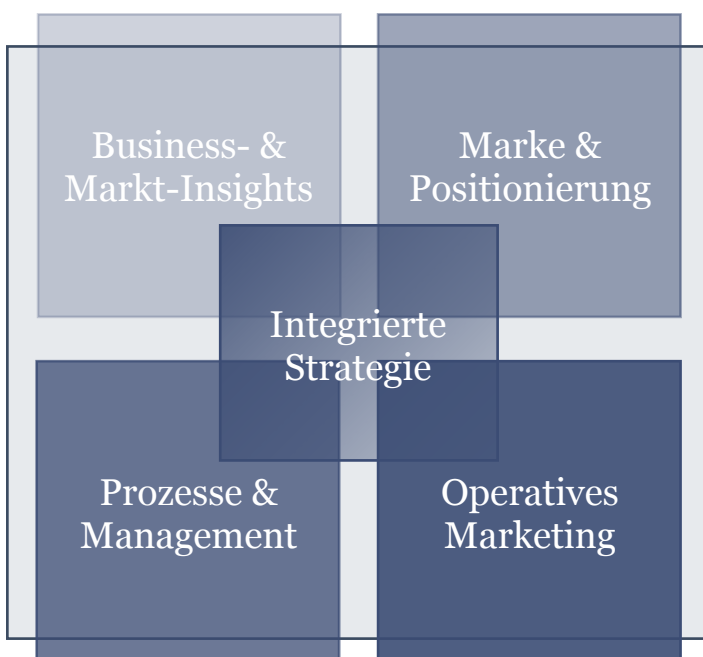 Business- &
Markt-Insights
Marke &
Positionierung
Integrierte
Strategie
Prozesse &
Management
Operatives
Marketing